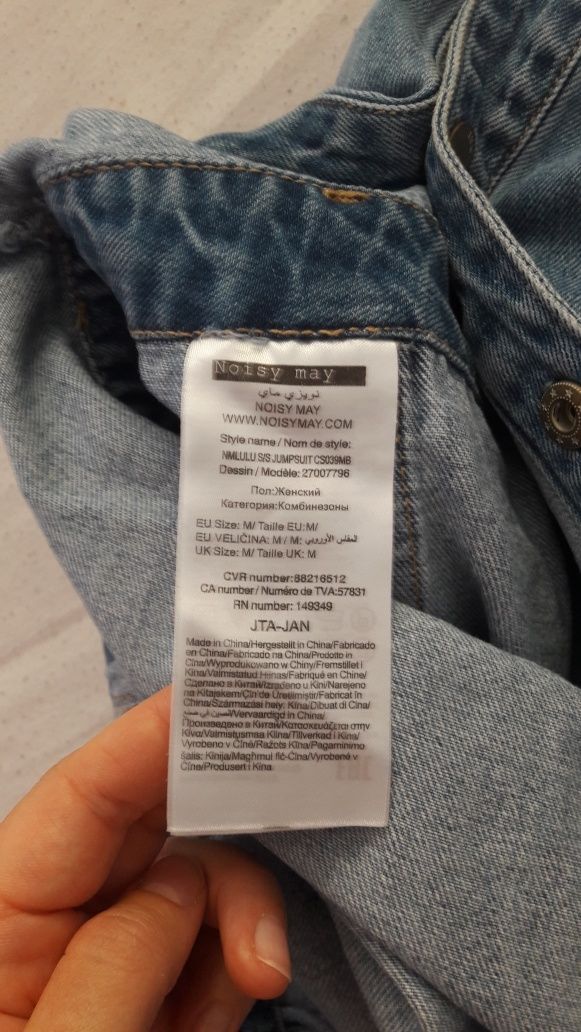 Noisy may
نويزي ماي
NOISY MAY
WWW.NOISYMAY.COM
Style name / Nom de style:
NMLULU S/S JUMPSUIT CS039MB
Dessin / Modèle: 27007796
Пол:Женский
Категория:Комбинезоны
EU Size: M/ Taille EU:M/
EU VELIČINA: M / M: المقاس الأوروبي
UK Size: M/ Taille UK: M
CVR number:88216512
CA number / Numéro de TVA:57831
RN number: 149349
JTA-JAN
Made in China/Hergestellt in China/Fabricado
en China/Fabricado na China/Prodotto in
Cina/Wyprodukowano w Chiny/Fremstillet i
Kina/Valmistatud Hiinas/Fabriqué en Chine/
Сделано в Китай/Izrađeno u Kini/Narejeno
na Kitajskem/Çin de Üretilmiştir/Fabricat în
China/Származási hely: Kína/Dibuat di Cina/
صنع في الصين/Vervaardigd in China/
Произведено в Китай/Κατασκευάζεται στην
Κίνα/Valmistusmaa Kiina/Tillverkad i Kina/
Vyrobeno v Číně/Ražots Ķīna/Pagaminimo
šalis: Kinija/Magħmul fiċ-Ċina/Vyrobené v
Číne/Produsert i Kina